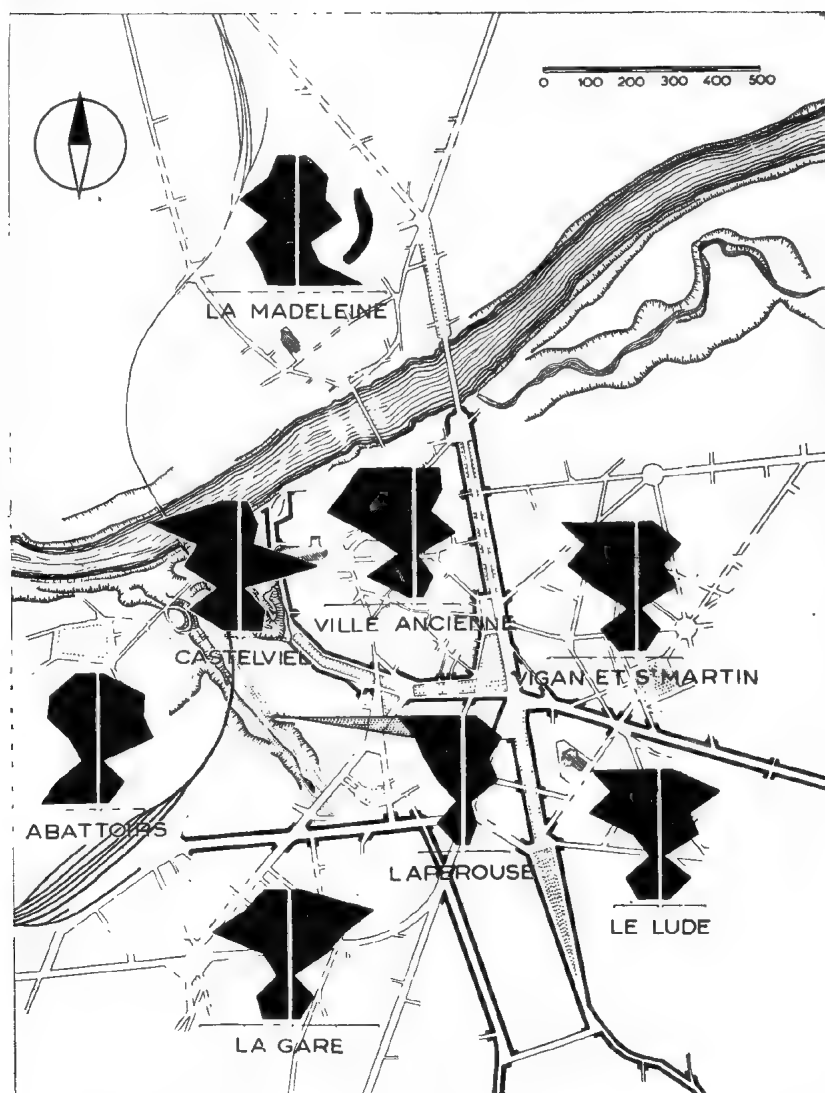 0 100 200 300 400 500
LA MADELEINE
VILLE ANCIENNE
CASTELVIEL
VIGAN ET ST MARTIN
ABATTOIRS
LAPEROUSE
LE LUDE
LA GARE